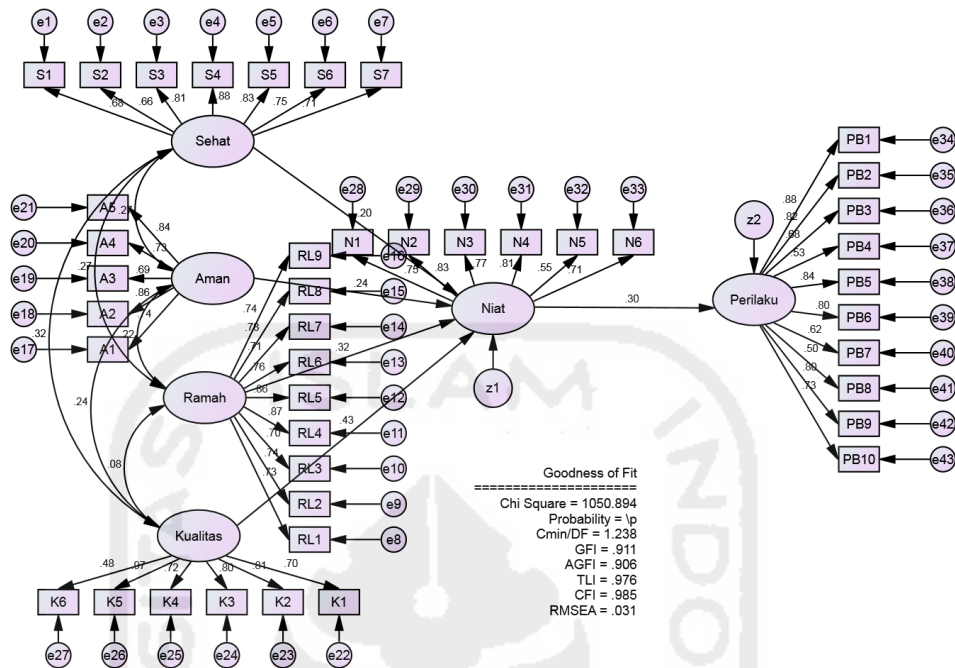 e1 e2 e3 e4 e5 e6 e7
S1 S2 S3 S4 S5 S6 S7
.68 .66 .81 .88 .83 .75 .71
Sehat
e21 A5 .84
e20 A4 .73
e19 A3 .69
e18 A2 .86
e17 A1 .74
Aman
.27
.32
.22
.24
.08
.20
.24
.32
.43
e28 e29 e30 e31 e32 e33
N1 N2 N3 N4 N5 N6
.75 .83 .77 .81 .55 .71
Niat
z1
.30
RL9 e16
RL8 e15
RL7 e14
RL6 e13
RL5 e12
RL4 e11
RL3 e10
RL2 e9
RL1 e8
.74
.78
.71
.76
.86
.87
.70
.74
.73
Ramah
Kualitas
.48 .97 .72 .80 .81 .70
K6 K5 K4 K3 K2 K1
e27 e26 e25 e24 e23 e22
z2
Perilaku
.88 PB1 e34
.82 PB2 e35
.68 PB3 e36
.53 PB4 e37
.84 PB5 e38
.80 PB6 e39
.62 PB7 e40
.50 PB8 e41
.80 PB9 e42
.73 PB10 e43
Goodness of Fit
=====================
Chi Square = 1050.894
Probability = \p
Cmin/DF = 1.238
GFI = .911
AGFI = .906
TLI = .976
CFI = .985
RMSEA = .031
ISLAM
INDO